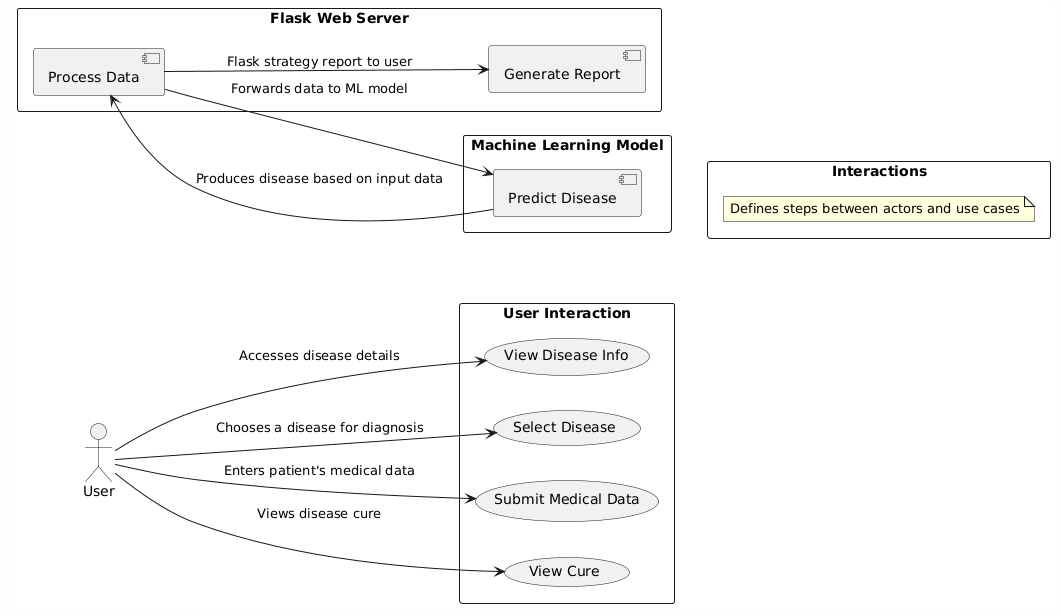 Flask Web Server
Process Data
Flask strategy report to user
Generate Report
Forwards data to ML model
Machine Learning Model
Produces disease based on input data
Predict Disease
Interactions
Defines steps between actors and use cases
User Interaction
Accesses disease details
View Disease Info
Chooses a disease for diagnosis
Select Disease
Enters patient's medical data
Submit Medical Data
User
Views disease cure
View Cure